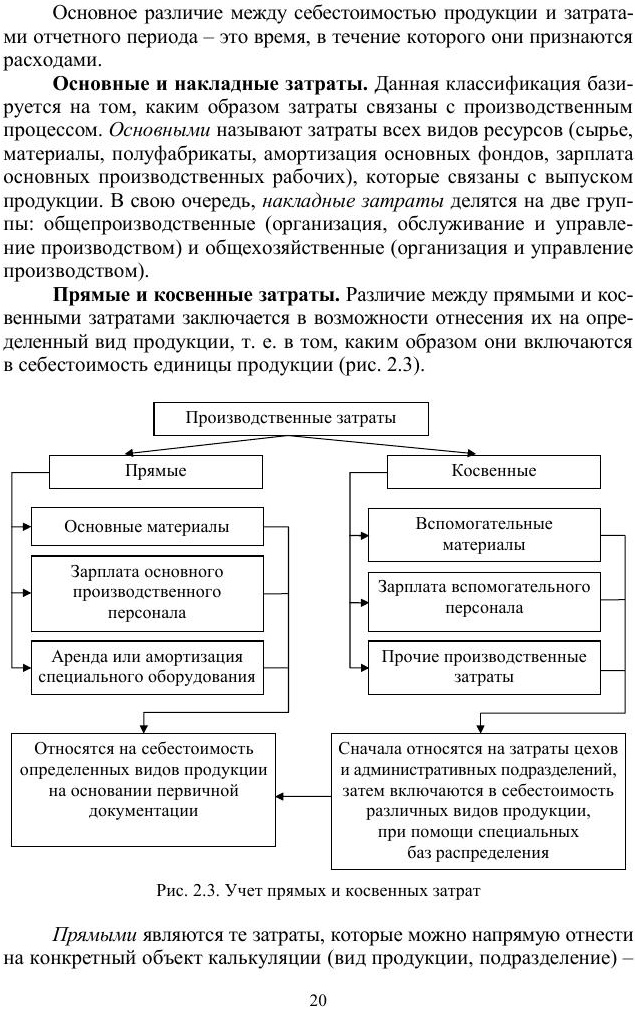 Основное различие между себестоимостью продукции и затрата-
ми отчетного периода – это время, в течение которого они признаются
расходами.
Основные и накладные затраты. Данная классификация бази-
руется на том, каким образом затраты связаны с производственным
процессом. Основными называют затраты всех видов ресурсов (сырье,
материалы, полуфабрикаты, амортизация основных фондов, зарплата
основных производственных рабочих), которые связаны с выпуском
продукции. В свою очередь, накладные затраты делятся на две груп-
пы: общепроизводственные (организация, обслуживание и управле-
ние производством) и общехозяйственные (организация и управление
производством).
Прямые и косвенные затраты. Различие между прямыми и кос-
венными затратами заключается в возможности отнесения их на опре-
деленный вид продукции, т. е. в том, каким образом они включаются
в себестоимость единицы продукции (рис. 2.3).
Производственные затраты
Прямые
Основные материалы
Зарплата основного
производственного
персонала
Аренда или амортизация
специального оборудования
Относятся на себестоимость
определенных видов продукции
на основании первичной
документации
Косвенные
Вспомогательные
материалы
Зарплата вспомогательного
персонала
Прочие производственные
затраты
Сначала относятся на затраты цехов
и административных подразделений,
затем включаются в себестоимость
различных видов продукции,
при помощи специальных
баз распределения
Рис. 2.3. Учет прямых и косвенных затрат
Прямыми являются те затраты, которые можно напрямую отнести
на конкретный объект калькуляции (вид продукции, подразделение) –
20